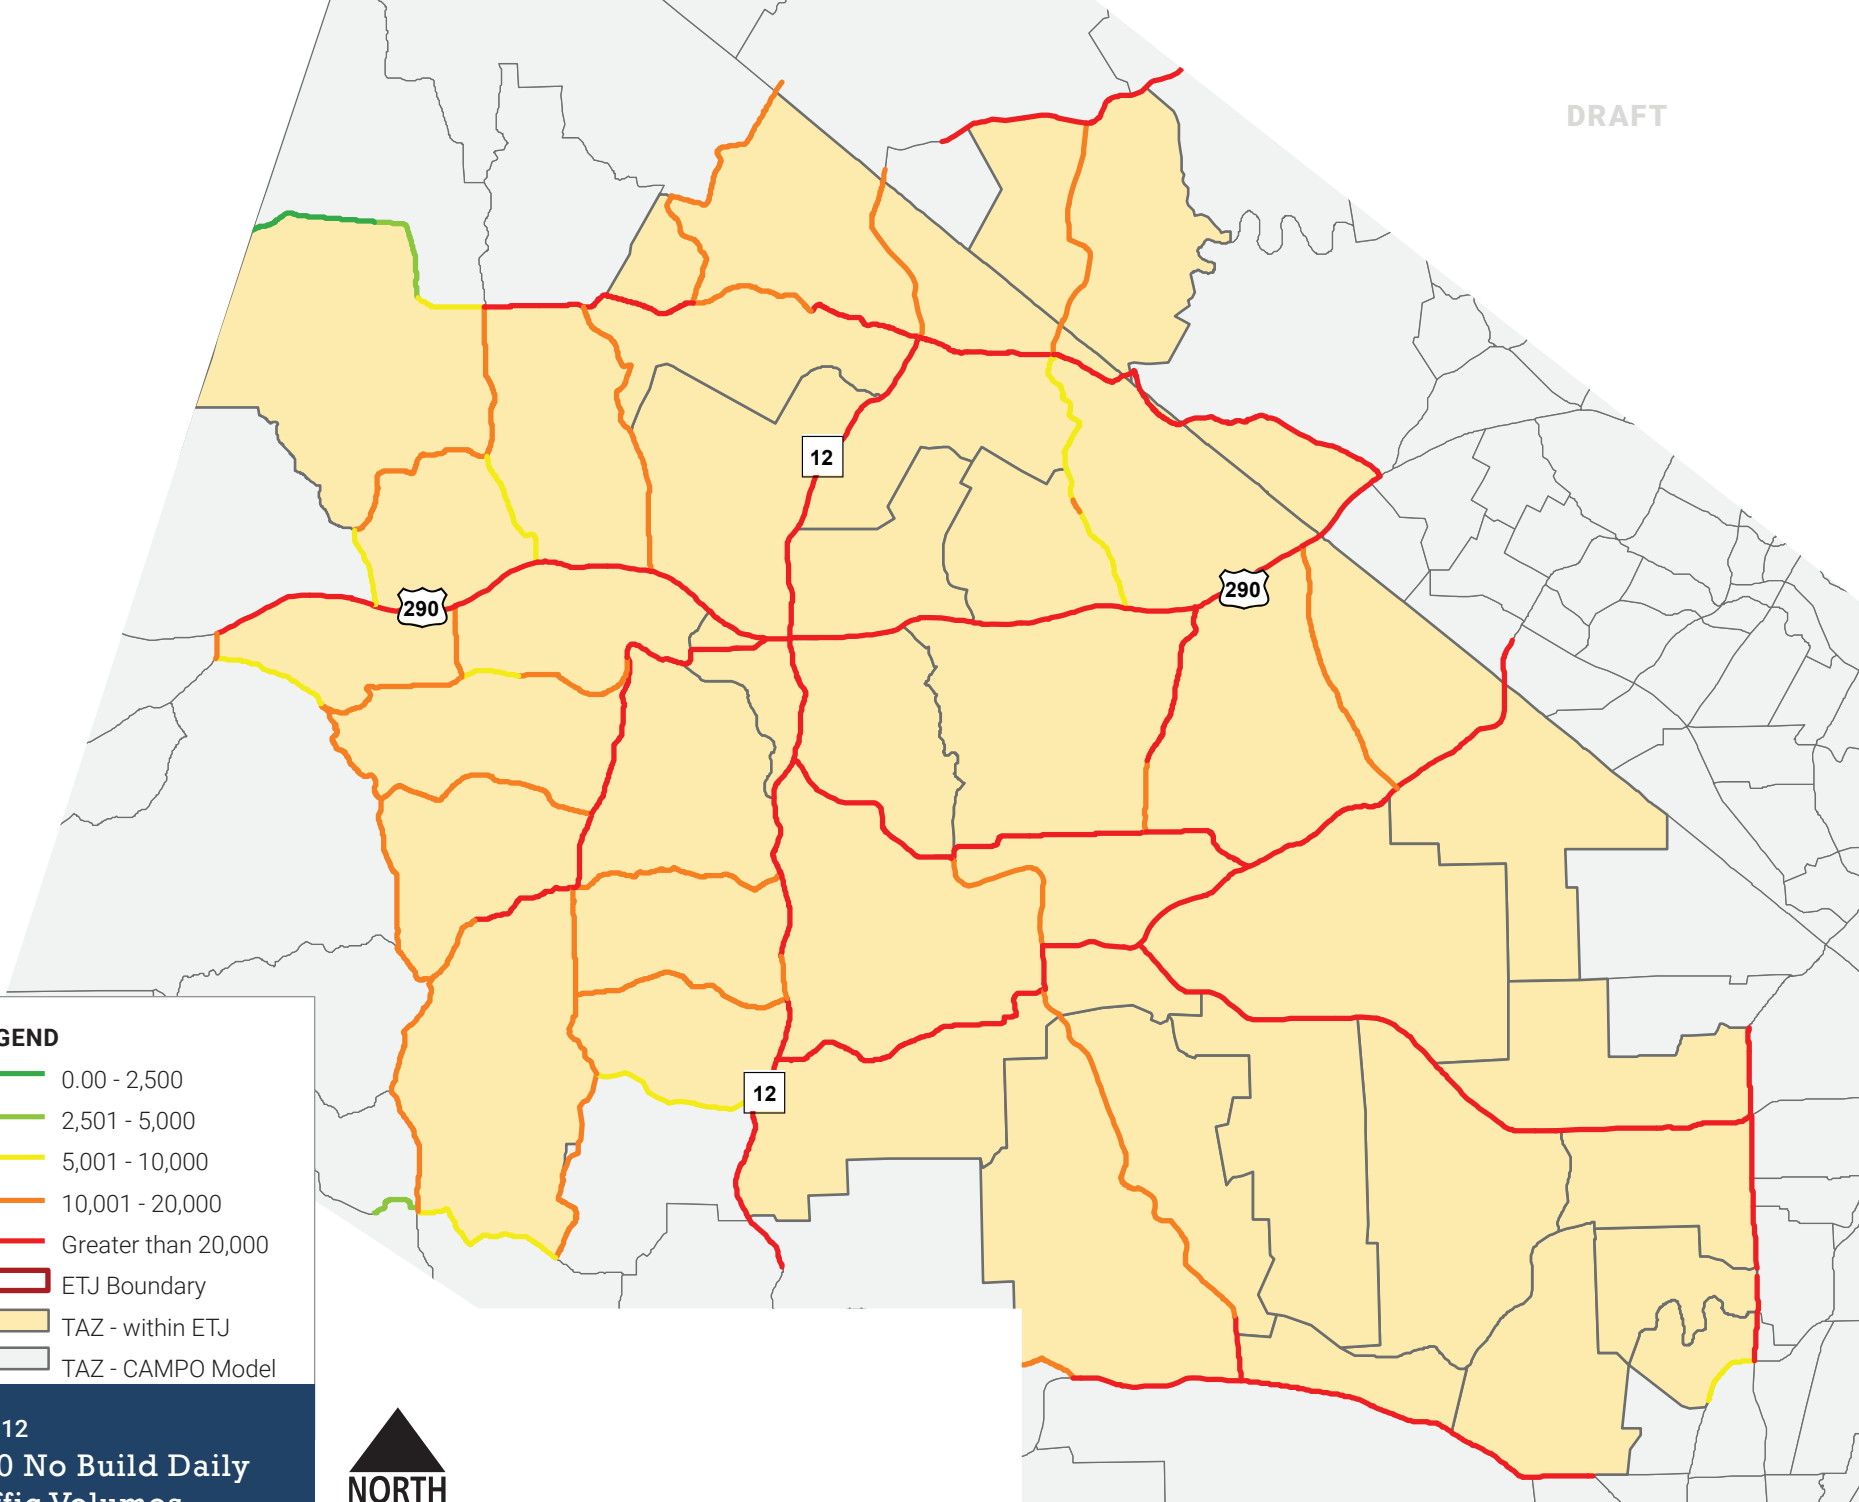 DRAFT
12
290
290
12
GEND
0.00 - 2,500
2,501 - 5,000
5,001 - 10,000
10,001 - 20,000
Greater than 20,000
ETJ Boundary
TAZ - within ETJ
TAZ - CAMPO Model
12
0 No Build Daily
ffic Volumes
NORTH